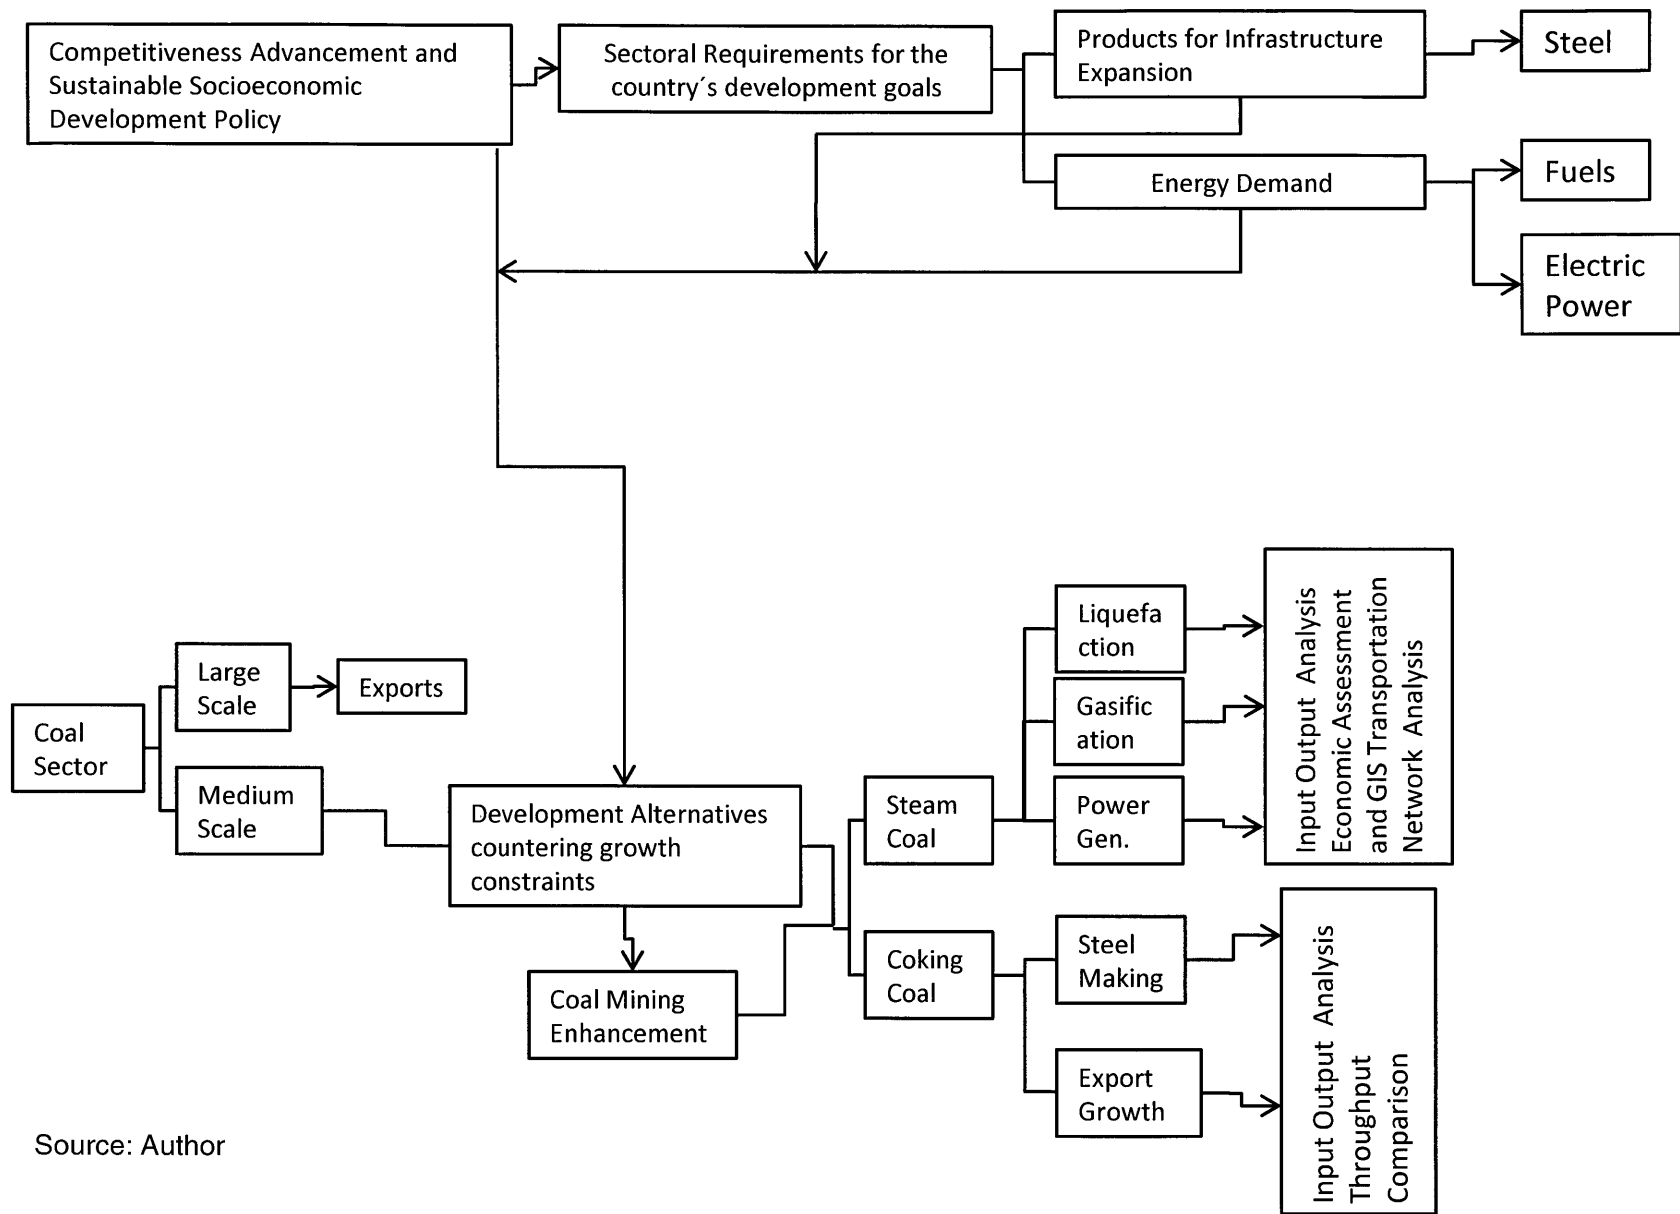 Competitiveness Advancement and
Sustainable Socioeconomic
Development Policy
Sectoral Requirements for the
country´s development goals
Products for Infrastructure
Expansion
Steel
Energy Demand
Fuels
Electric
Power
Coal
Sector
Large
Scale
Exports
Medium
Scale
Development Alternatives
countering growth
constraints
Coal Mining
Enhancement
Steam
Coal
Coking
Coal
Liquefa
ction
Gasific
ation
Power
Gen.
Steel
Making
Export
Growth
Input Output Analysis
Economic Assessment
and GIS Transportation
Network Analysis
Input Output Analysis
Throughput
Comparison
Source: Author